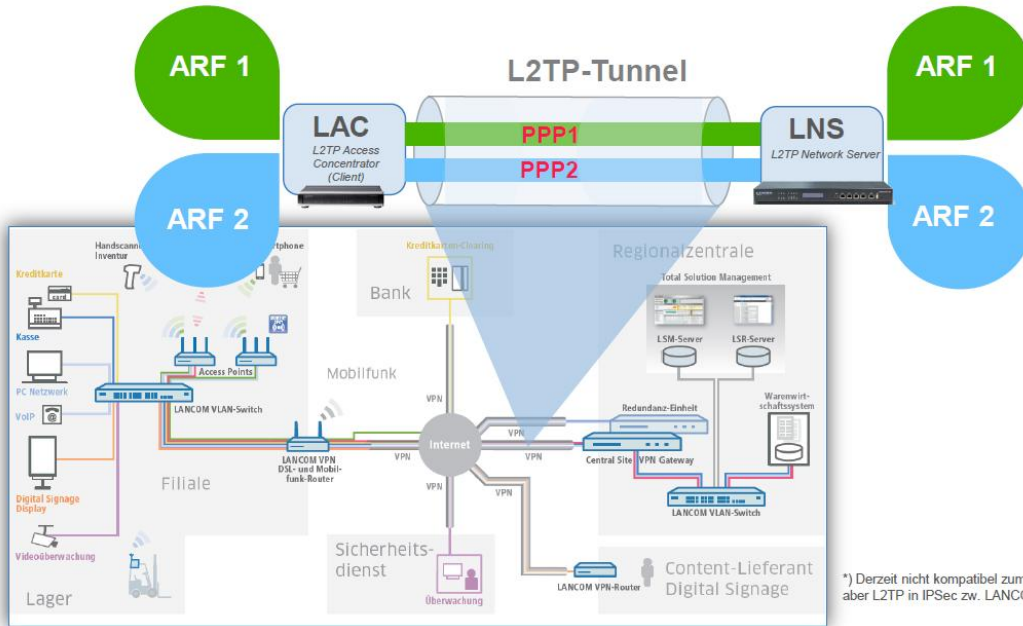 ARF 1
ARF 1
L2TP-Tunnel
LAC
L2TP Access
Concentrator
(Client)
PPP1
PPP2
LNS
L2TP Network Server
ARF 2
ARF 2
Handscann
Inventur
rtphone
Kreditkarte
card
Kasse
PC Netzwerk
VoIP
@
Digital Signage
Display
Videoüberwachung
Access Points
LANCOM VLAN-Switch
Filiale
Lager
LANCOM VPN
DSL- und Mobil-
funk-Router
Kreditkarten-Clearing
Bank
Mobilfunk
VPN
VPN
Internet
VPN
VPN
VPN
VPN
Sicherheits-
dienst
Überwachung
Regionalzentrale
Total Solution Management
LSM-Server
LSR-Server
Redundanz-Einheit
Central Site VPN Gateway
Warenwirt-
schaftssystem
LANCOM VLAN-Switch
LANCOM VPN-Router
Content-Lieferant
Digital Signage
*) Derzeit nicht kompatibel zum
aber L2TP in IPSec zw. LANCO